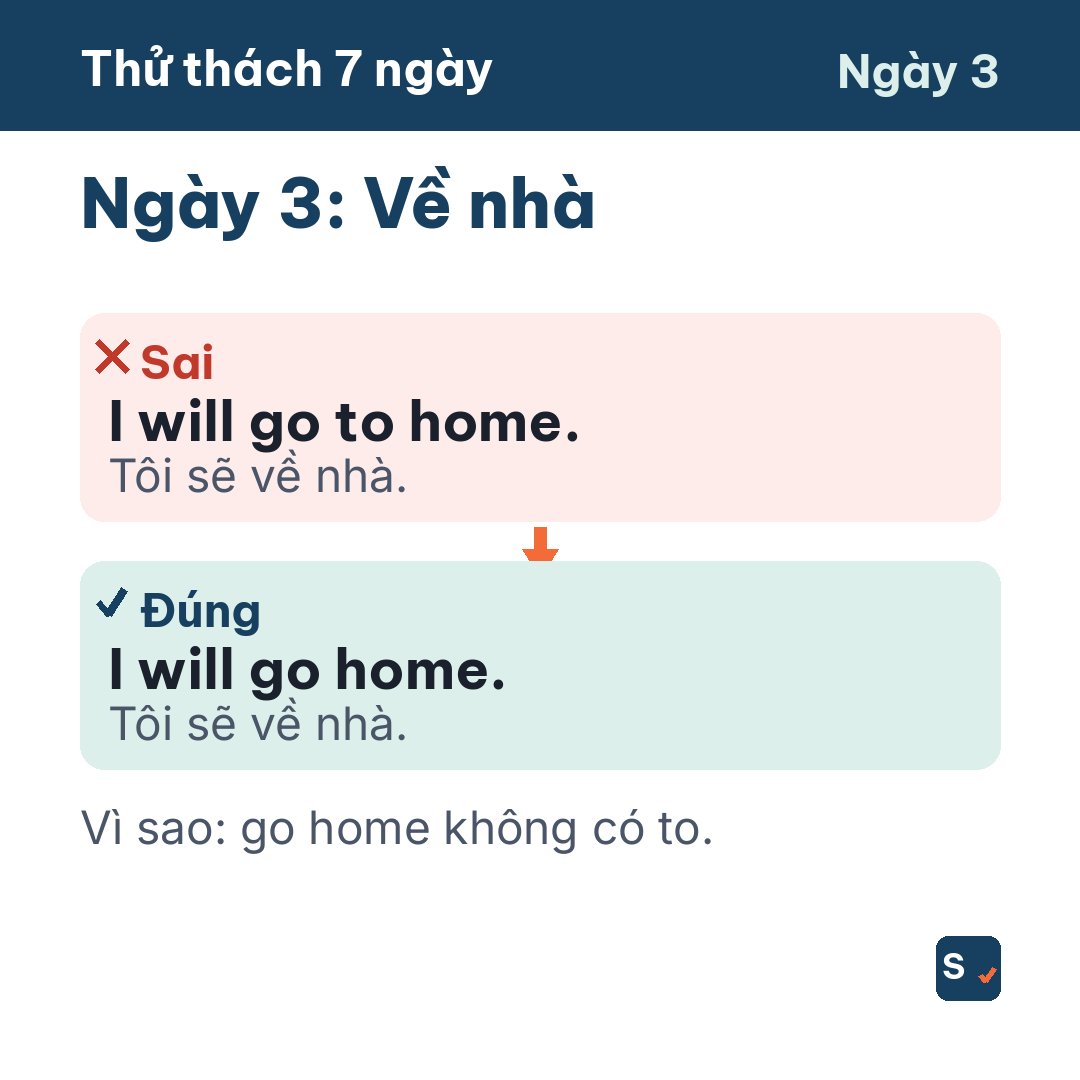 Thử thách 7 ngày
Ngày 3
Ngày 3: Về nhà
Sai
I will go to home.
Tôi sẽ về nhà.
Đúng
I will go home.
Tôi sẽ về nhà.
Vì sao: go home không có to.
S